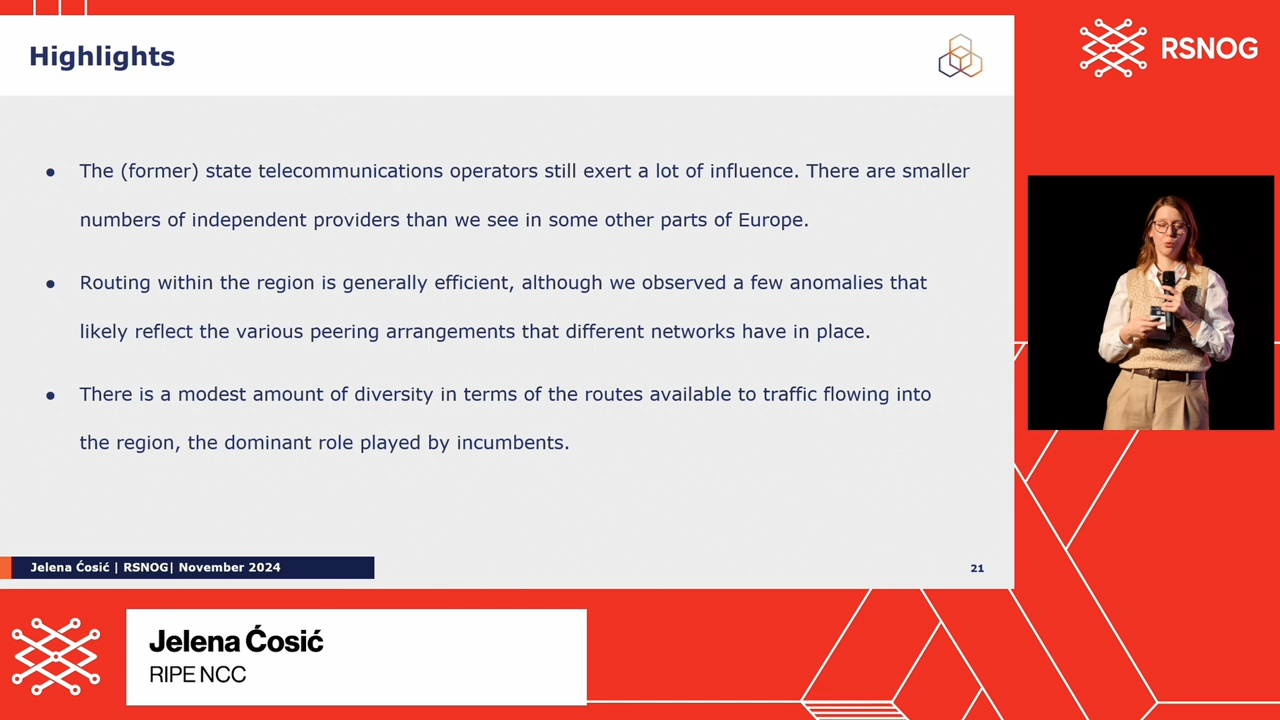 Highlights
RSNOG
● The (former) state telecommunications operators still exert a lot of influence. There are smaller
numbers of independent providers than we see in some other parts of Europe.
● Routing within the region is generally efficient, although we observed a few anomalies that
likely reflect the various peering arrangements that different networks have in place.
● There is a modest amount of diversity in terms of the routes available to traffic flowing into
the region, the dominant role played by incumbents.
Jelena Ćosić | RSNOG| November 2024
21
Jelena Ćosić
RIPE NCC